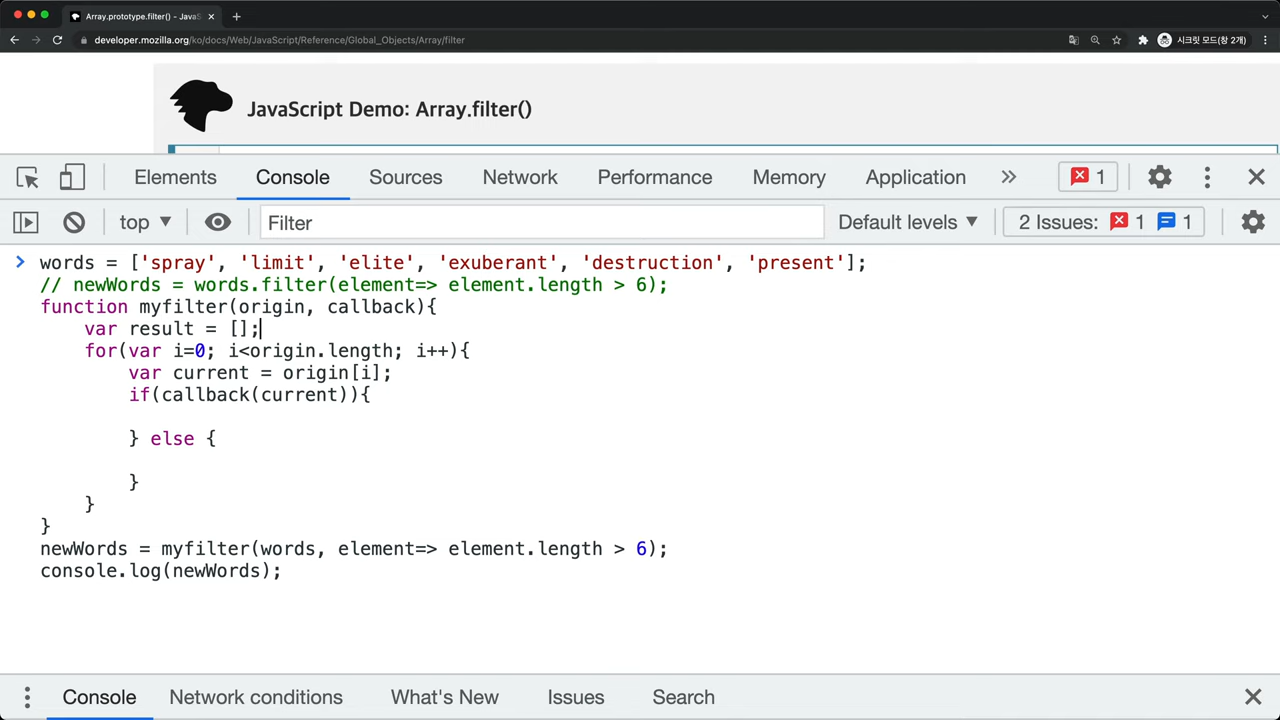 Array.prototype.filter() - JavaS
developer.mozilla.org/ko/docs/Web/JavaScript/Reference/Global_Objects/Array/filter
시크릿 모드(창 2개)
JavaScript Demo: Array.filter()
Elements Console Sources Network Performance Memory Application » 1
top Filter Default levels 2 Issues: 1 1
words = ['spray', 'limit', 'elite', 'exuberant', 'destruction', 'present'];
// newWords = words.filter(element=> element.length > 6);
function myfilter(origin, callback){
var result = [];
for(var i=0; i<origin.length; i++){
var current = origin[i];
if(callback(current)){
} else {
}
}
}
newWords = myfilter(words, element=> element.length > 6);
console.log(newWords);
Console Network conditions What's New Issues Search